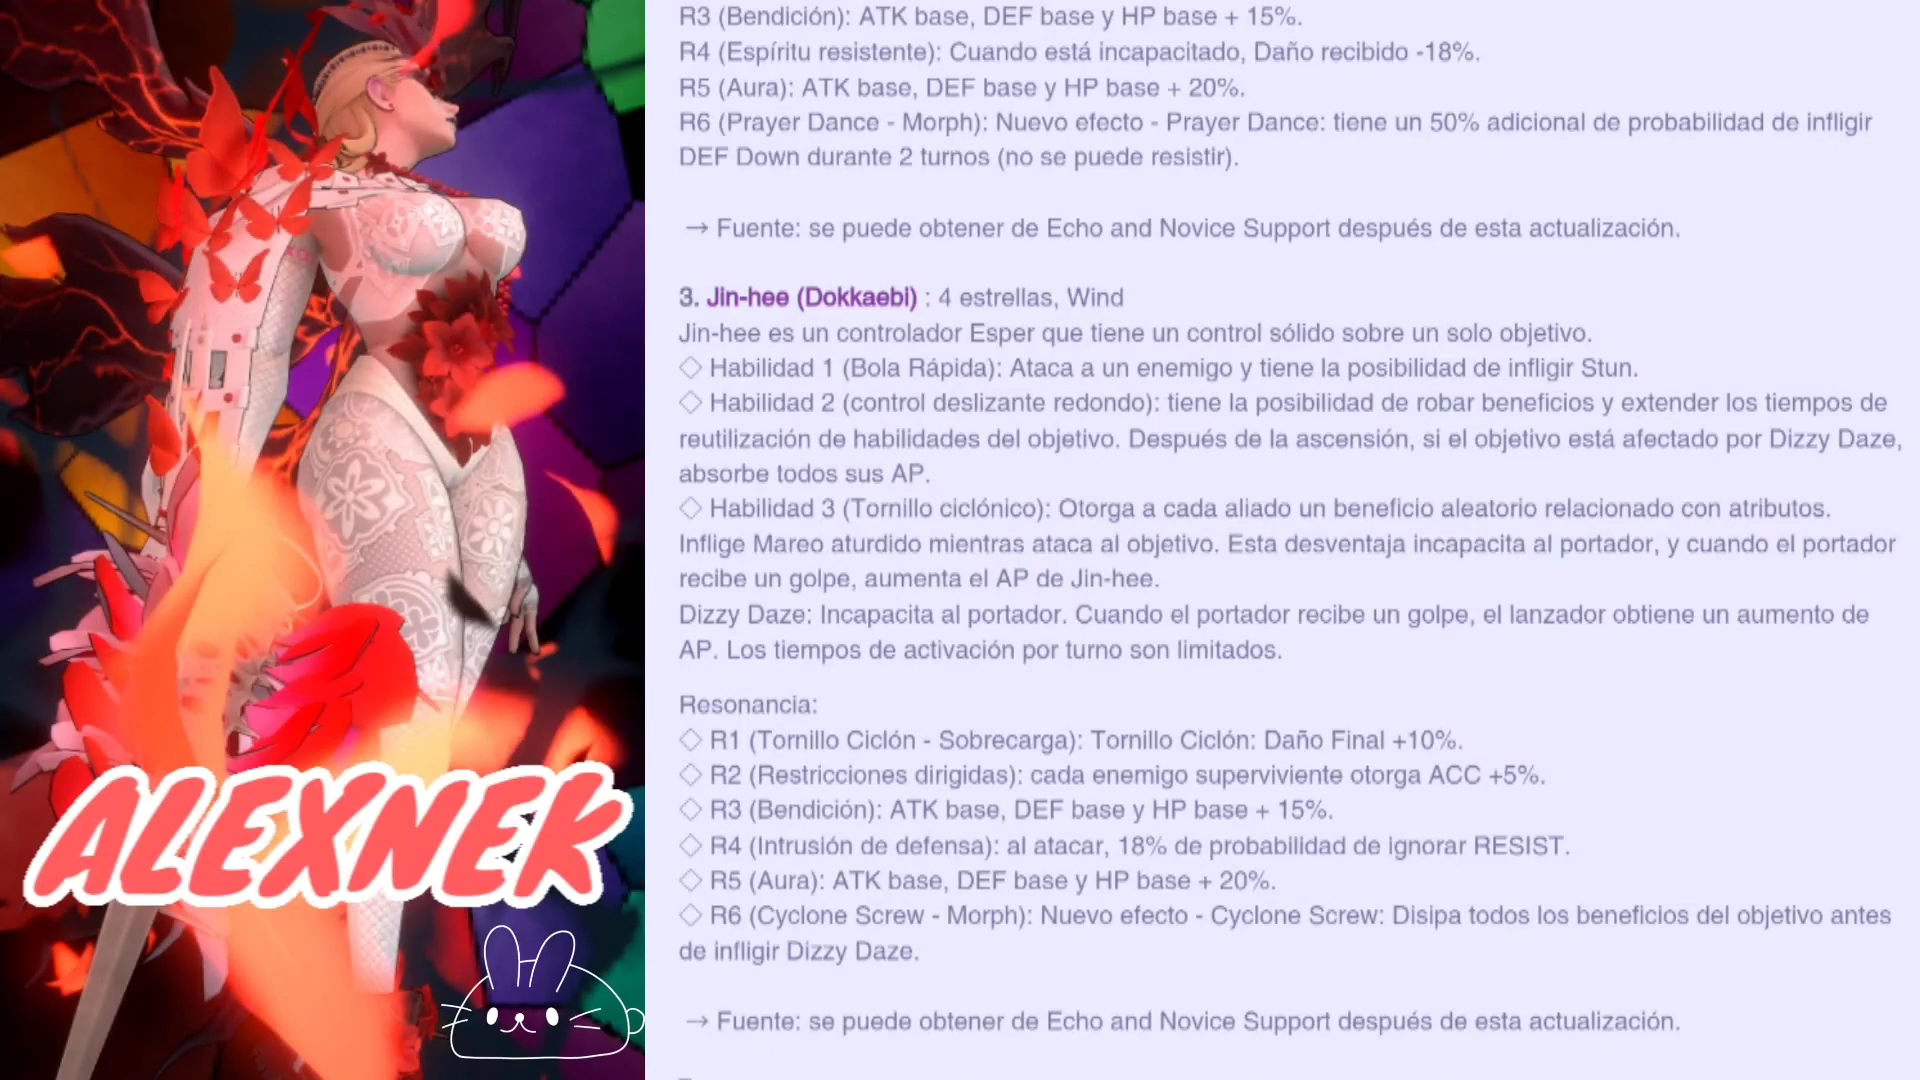 R3 (Bendición): ATK base, DEF base y HP base + 15%.
R4 (Espíritu resistente): Cuando está incapacitado, Daño recibido -18%.
R5 (Aura): ATK base, DEF base y HP base + 20%.
R6 (Prayer Dance - Morph): Nuevo efecto - Prayer Dance: tiene un 50% adicional de probabilidad de infligir
DEF Down durante 2 turnos (no se puede resistir).
→ Fuente: se puede obtener de Echo and Novice Support después de esta actualización.
3. Jin-hee (Dokkaebi) : 4 estrellas, Wind
Jin-hee es un controlador Esper que tiene un control sólido sobre un solo objetivo.
◇ Habilidad 1 (Bola Rápida): Ataca a un enemigo y tiene la posibilidad de infligir Stun.
◇ Habilidad 2 (control deslizante redondo): tiene la posibilidad de robar beneficios y extender los tiempos de
reutilización de habilidades del objetivo. Después de la ascensión, si el objetivo está afectado por Dizzy Daze,
absorbe todos sus AP.
◇ Habilidad 3 (Tornillo ciclónico): Otorga a cada aliado un beneficio aleatorio relacionado con atributos.
Inflige Mareo aturdido mientras ataca al objetivo. Esta desventaja incapacita al portador, y cuando el portador
recibe un golpe, aumenta el AP de Jin-hee.
Dizzy Daze: Incapacita al portador. Cuando el portador recibe un golpe, el lanzador obtiene un aumento de
AP. Los tiempos de activación por turno son limitados.
Resonancia:
◇ R1 (Tornillo Ciclón - Sobrecarga): Tornillo Ciclón: Daño Final +10%.
◇ R2 (Restricciones dirigidas): cada enemigo superviviente otorga ACC +5%.
◇ R3 (Bendición): ATK base, DEF base y HP base + 15%.
◇ R4 (Intrusión de defensa): al atacar, 18% de probabilidad de ignorar RESIST.
◇ R5 (Aura): ATK base, DEF base y HP base + 20%.
◇ R6 (Cyclone Screw - Morph): Nuevo efecto - Cyclone Screw: Disipa todos los beneficios del objetivo antes
de infligir Dizzy Daze.
→ Fuente: se puede obtener de Echo and Novice Support después de esta actualización.
ALEXNEK